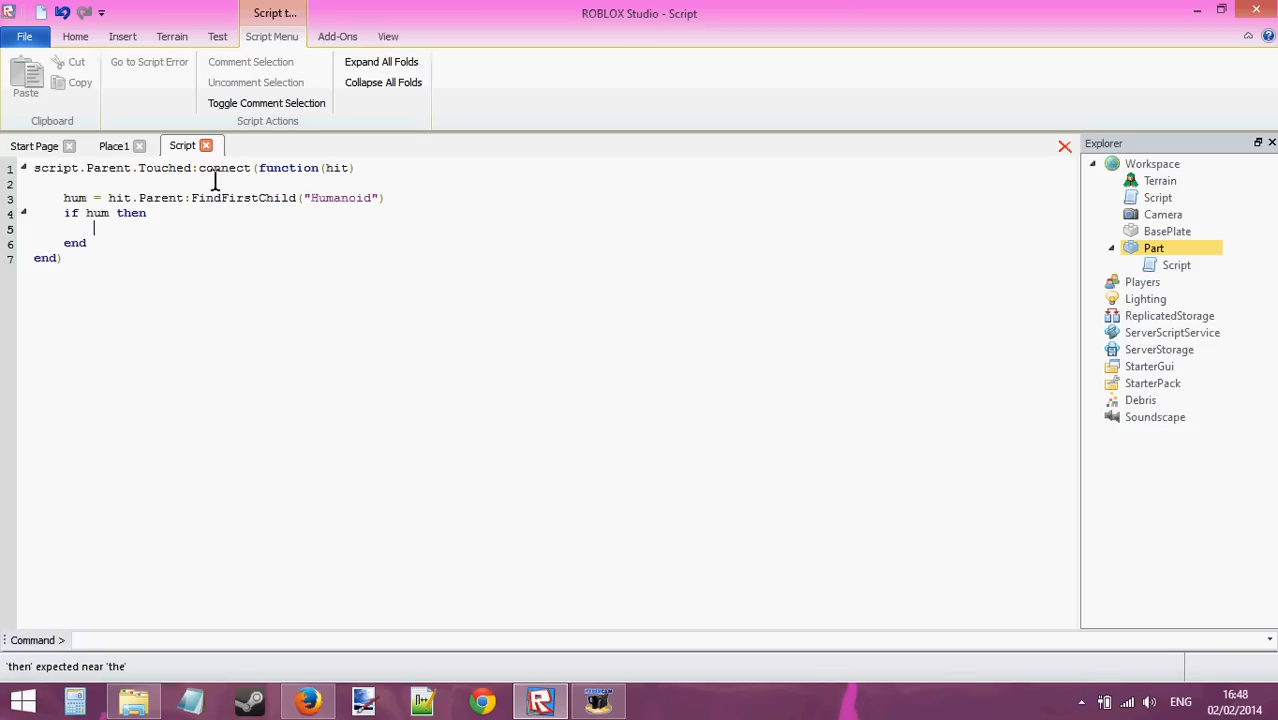 Script t...
ROBLOX Studio - Script
File Home Insert Terrain Test Script Menu Add-Ons View
Paste
Cut
Copy
Clipboard
Go to Script Error
Comment Selection
Uncomment Selection
Toggle Comment Selection
Expand All Folds
Collapse All Folds
Script Actions
Start Page Place1 Script
1 script.Parent.Touched:connect(function(hit)
2
3 hum = hit.Parent:FindFirstChild("Humanoid")
4 if hum then
5
6 end
7 end)
Explorer
Workspace
Terrain
Script
Camera
BasePlate
Part
Script
Players
Lighting
ReplicatedStorage
ServerScriptService
ServerStorage
StarterGui
StarterPack
Debris
Soundscape
Command >
'then' expected near 'the'
ENG
16:48
02/02/2014